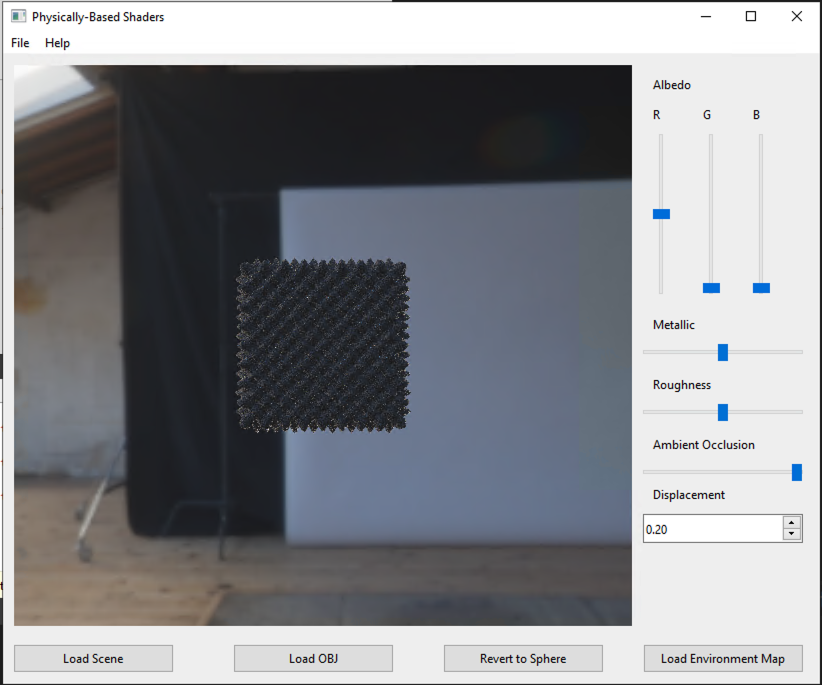 Physically-Based Shaders
File Help
Albedo
R G B
Metallic
Roughness
Ambient Occlusion
Displacement
0.20
Load Scene Load OBJ Revert to Sphere Load Environment Map